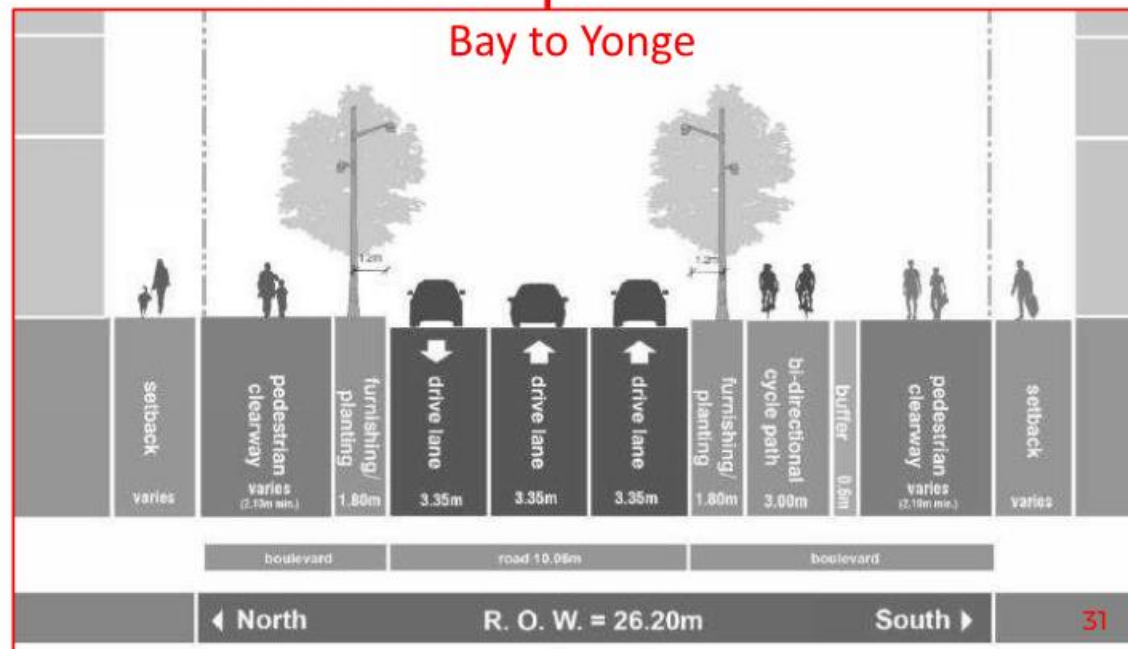 Bay to Yonge
1.2m
1.2m
setback
varies
pedestrian
clearway
varies
(2.10m min.)
furnishing/
planting
1.80m
drive lane
3.35m
drive lane
3.35m
drive lane
3.35m
furnishing/
planting
1.80m
bi-directional
cycle path
3.00m
buffer
0.6m
pedestrian
clearway
varies
(2.10m min.)
setback
varies
boulevard
road 10.05m
boulevard
North
R. O. W. = 26.20m
South
31